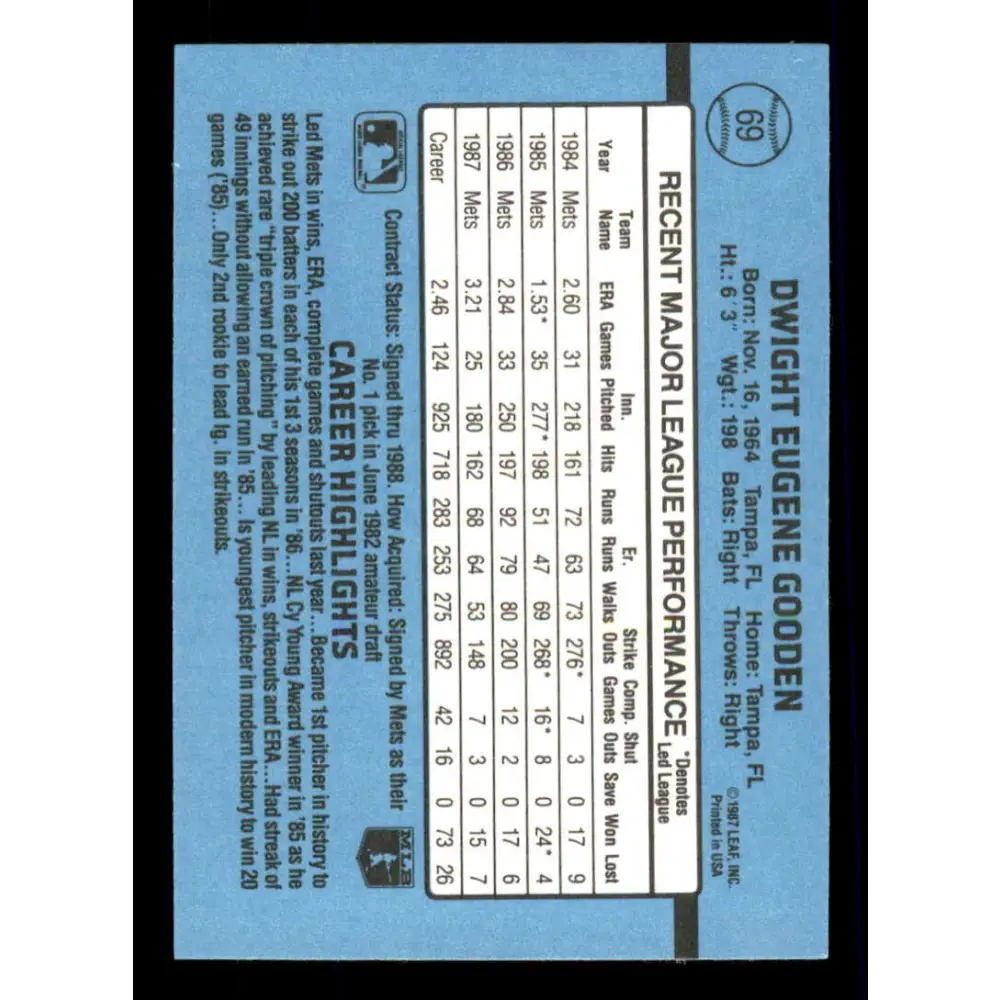 69
DWIGHT EUGENE GOODEN
Born: Nov. 16, 1964 Tampa, FL Home: Tampa, FL
Ht.: 6'3" Wgt.: 198 Bats: Right Throws: Right
©1987 LEAF, INC.
Printed in USA
RECENT MAJOR LEAGUE PERFORMANCE
*Denotes
Led League
Team Inn. Er. Strike Comp. Shut
Year Name ERA Games Pitched Hits Runs Runs Walks Outs Games Outs Save Won Lost
1984 Mets 2.60 31 218 161 72 63 73 276* 7 3 0 17 9
1985 Mets 1.53* 35 277* 198 51 47 69 268* 16* 8 0 24* 4
1986 Mets 2.84 33 250 197 92 79 80 200 12 2 0 17 6
1987 Mets 3.21 25 180 162 68 64 53 148 7 3 0 15 7
Career 2.46 124 925 718 283 253 275 892 42 16 0 73 26
Contract Status: Signed thru 1988. How Acquired: Signed by Mets as their
No. 1 pick in June 1982 amateur draft
MLB
CAREER HIGHLIGHTS
Led Mets in wins, ERA, complete games and shutouts last year...Became 1st pitcher in history to
strike out 200 batters in each of his 1st 3 seasons in '86...NL Cy Young Award winner in '85 as he
achieved rare "triple crown of pitching" by leading NL in wins, strikeouts and ERA...Had streak of
49 innings without allowing an earned run in '85... Is youngest pitcher in modern history to win 20
games ('85)...Only 2nd rookie to lead lg. in strikeouts.